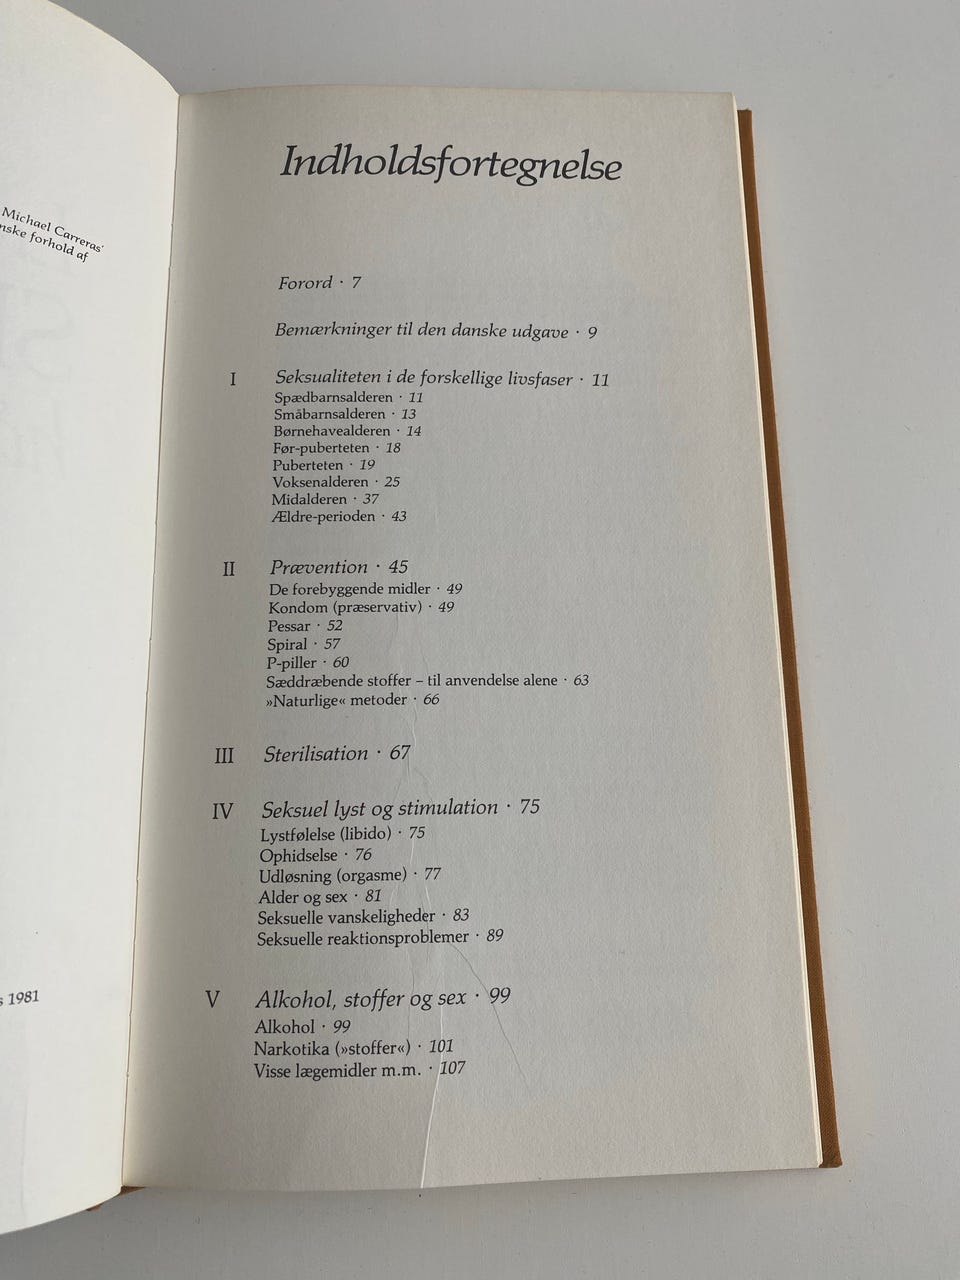 Michael Carreras'
nske forhold af
s 1981
Indholdsfortegnelse
Forord · 7
Bemærkninger til den danske udgave · 9
I Seksualiteten i de forskellige livsfaser · 11
Spædbarnsalderen · 11
Småbarnsalderen · 13
Børnehavealderen · 14
Før-puberteten · 18
Puberteten · 19
Voksenalderen · 25
Midalderen · 37
Ældre-perioden · 43
II Prævention · 45
De forebyggende midler · 49
Kondom (præservativ) · 49
Pessar · 52
Spiral · 57
P-piller · 60
Sæddræbende stoffer – til anvendelse alene · 63
»Naturlige« metoder · 66
III Sterilisation · 67
IV Seksuel lyst og stimulation · 75
Lystfølelse (libido) · 75
Ophidselse · 76
Udløsning (orgasme) · 77
Alder og sex · 81
Seksuelle vanskeligheder · 83
Seksuelle reaktionsproblemer · 89
V Alkohol, stoffer og sex · 99
Alkohol · 99
Narkotika (»stoffer«) · 101
Visse lægemidler m.m. · 107